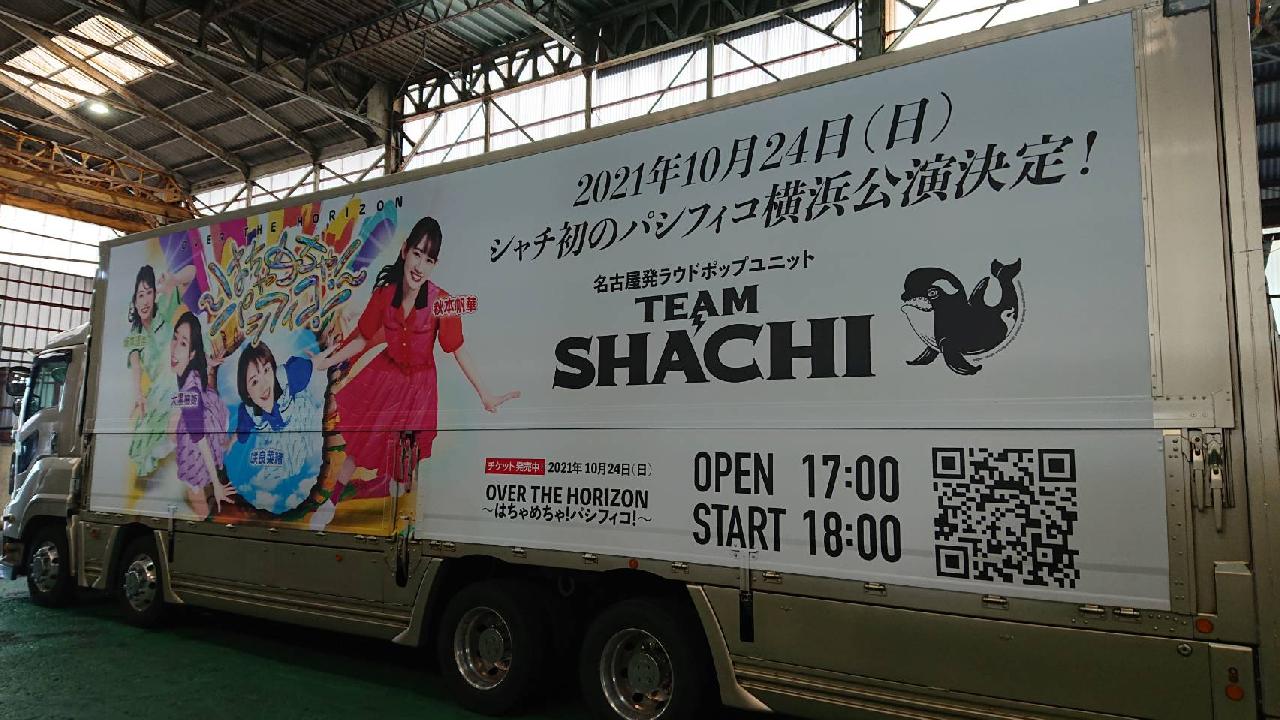 2021年10月24日(日)
シャチ初のパシフィコ横浜公演決定!
名古屋発ラウドポップユニット
TEAM
SHACHI
OVER THE HORIZON
〜はちゃめちゃ
パシフィコ!〜
秋本帆華
大黒柚姫
咲良菜緒
チケット発売中 2021年10月24日(日)
OVER THE HORIZON
〜はちゃめちゃ!パシフィコ!〜
OPEN 17:00
START 18:00